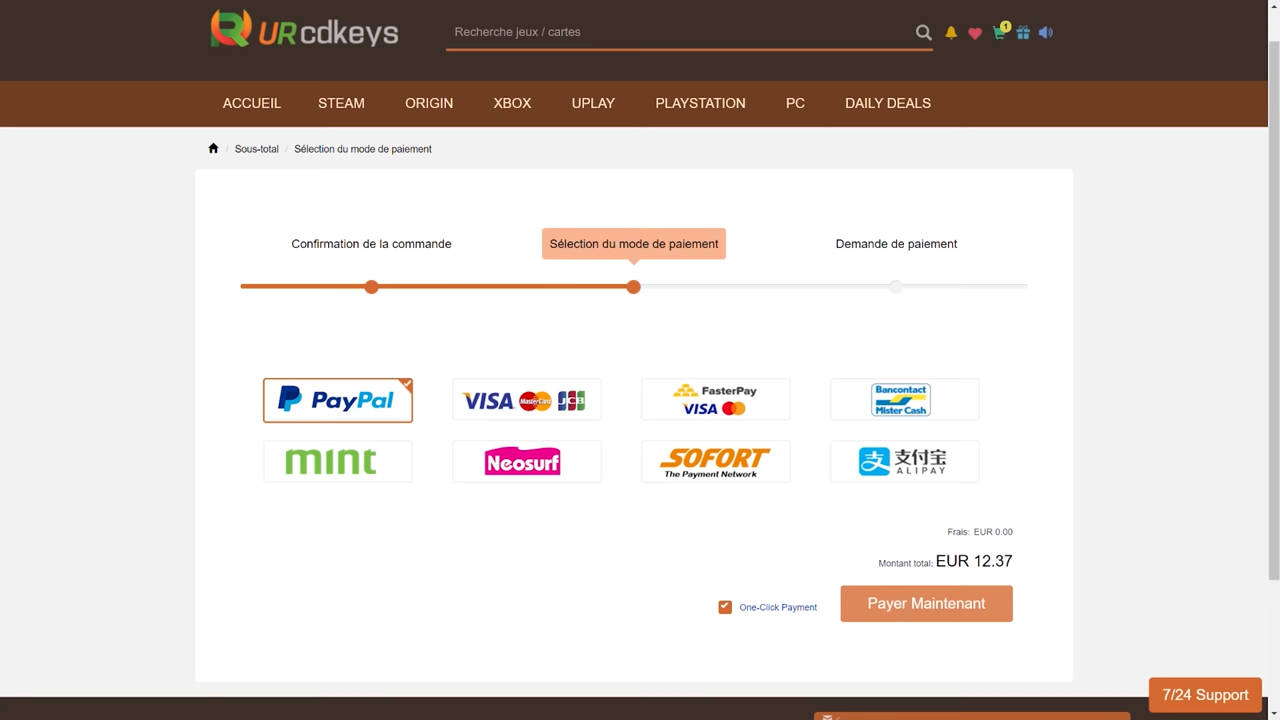 URcdkeys
Recherche jeux / cartes
1
ACCUEIL STEAM ORIGIN XBOX UPLAY PLAYSTATION PC DAILY DEALS
/ Sous-total / Sélection du mode de paiement
Confirmation de la commande Sélection du mode de paiement Demande de paiement
PayPal VISA MasterCard JCB FasterPay VISA Bancontact Mister Cash
mint Neosurf SOFORT The Payment Network 支付宝 ALIPAY
Frais: EUR 0.00
Montant total: EUR 12.37
One-Click Payment Payer Maintenant
7/24 Support